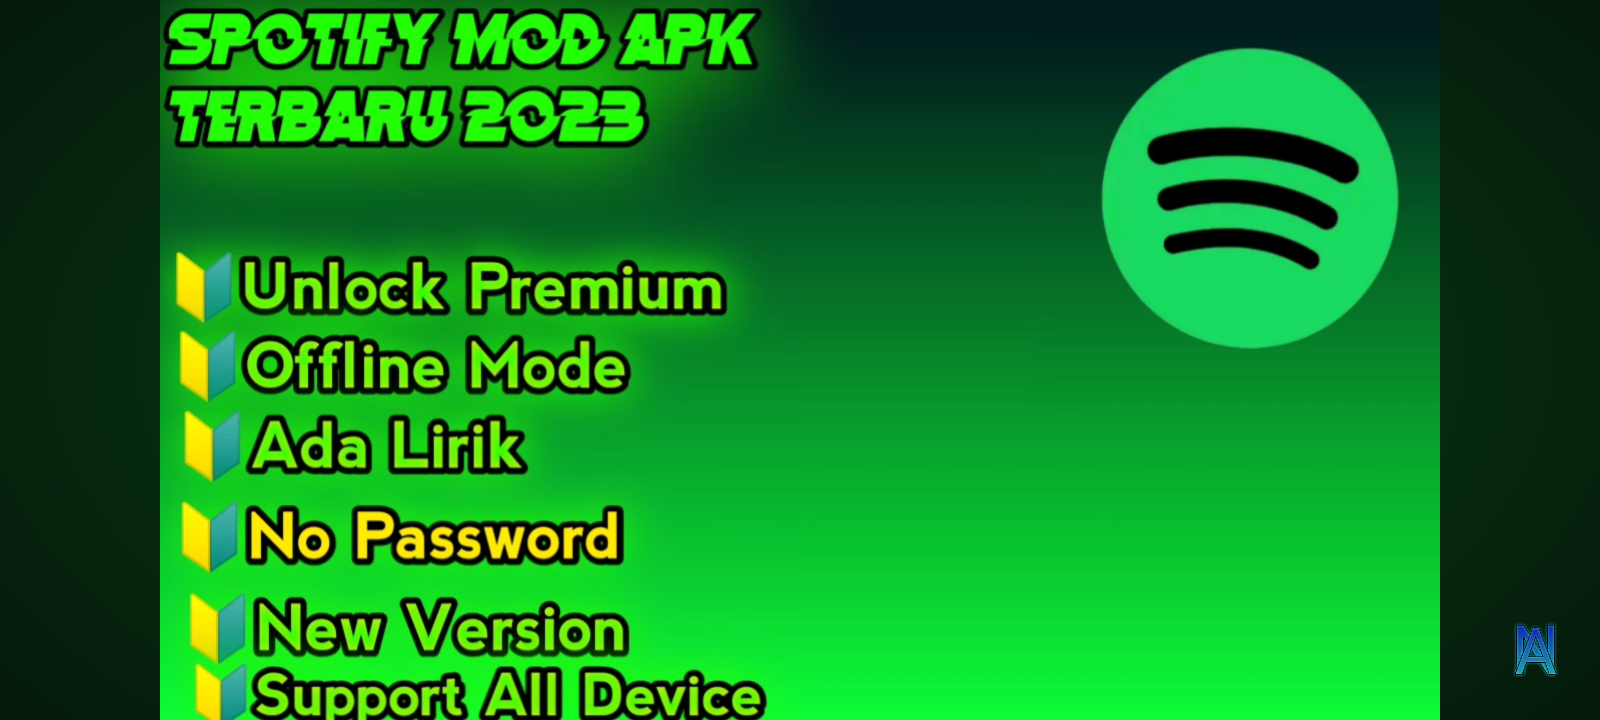 SPOTIFY MOD APK
TERBARU 2023
Unlock Premium
Offline Mode
Ada Lirik
No Password
New Version
Support All Device